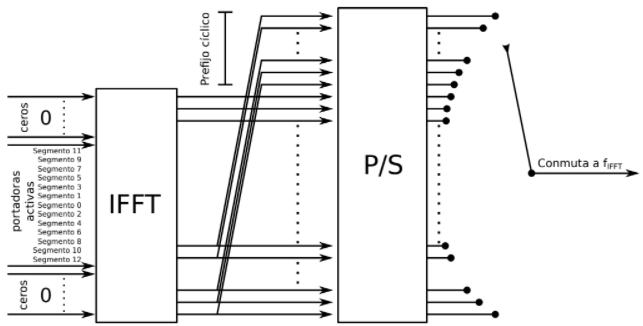 Prefijo cíclico
ceros
0
portadoras
activas
Segmento 11
Segmento 9
Segmento 7
Segmento 5
Segmento 3
Segmento 1
Segmento 0
Segmento 2
Segmento 4
Segmento 6
Segmento 8
Segmento 10
Segmento 12
ceros
0
IFFT
P/S
Conmuta a fIFFT